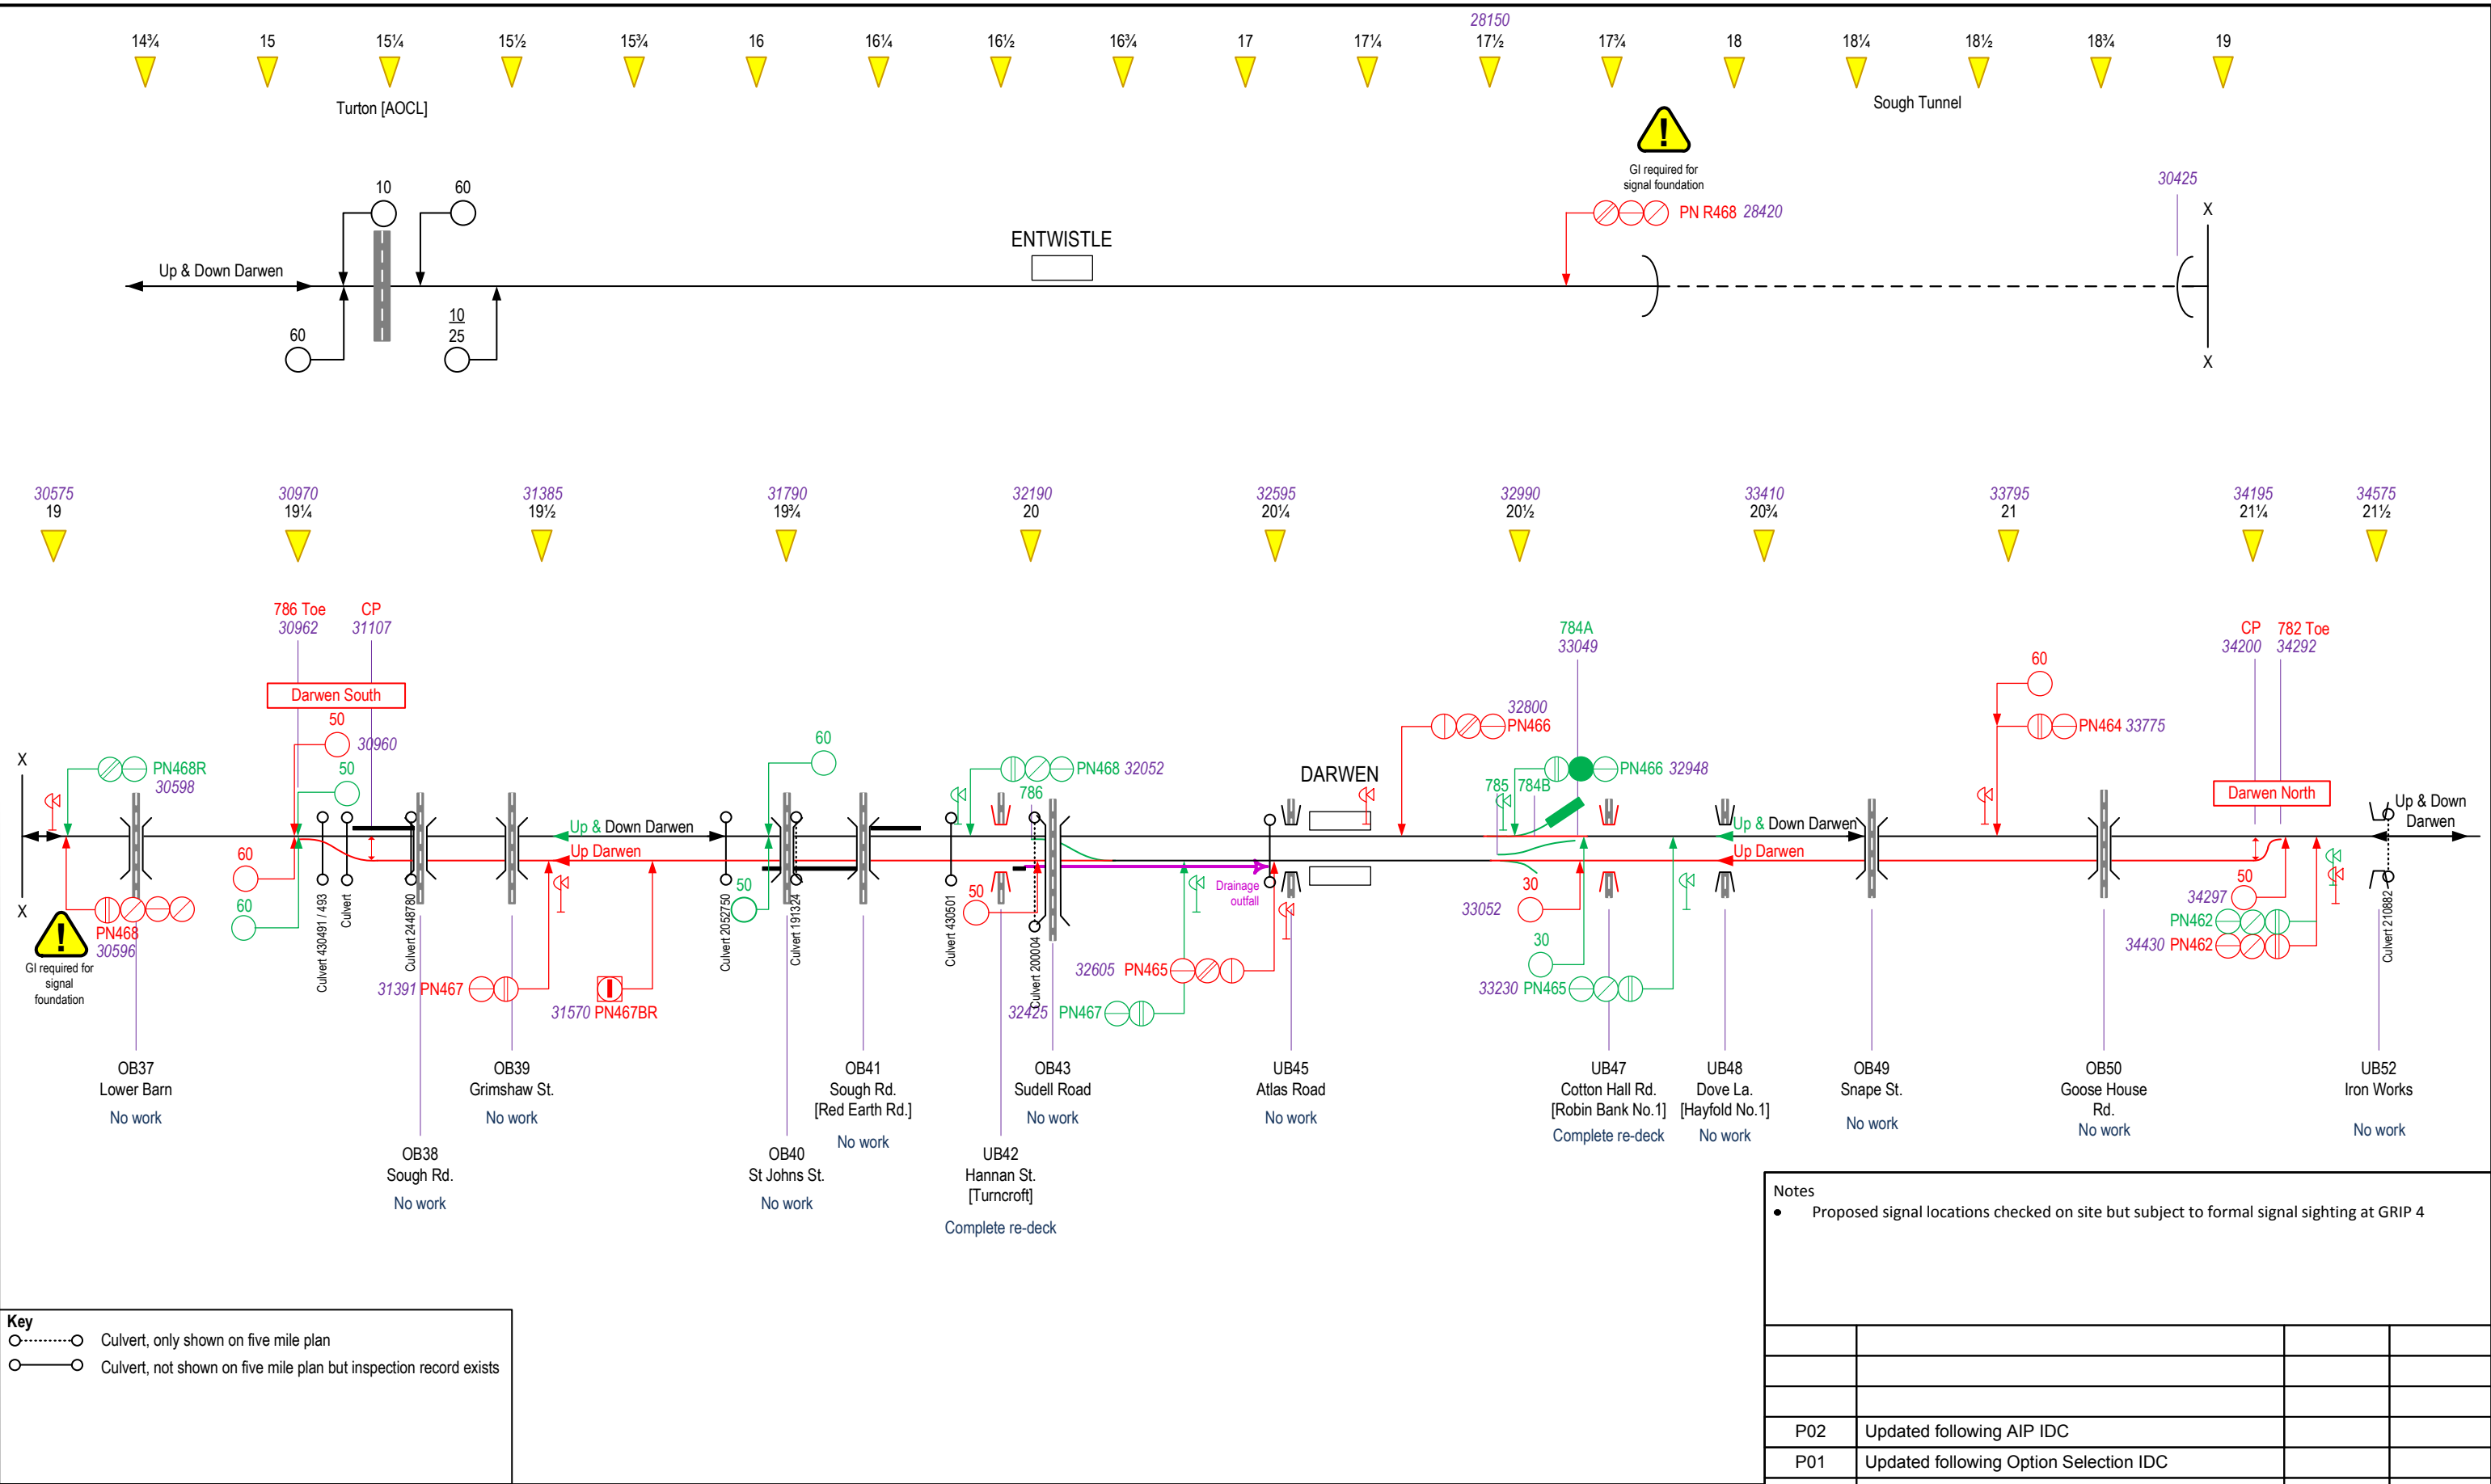 28150
14¾ 15 15¼ 15½ 15¾ 16 16¼ 16½ 16¾ 17 17¼ 17½ 17¾ 18 18¼ 18½ 18¾ 19
Turton [AOCL]
Sough Tunnel
GI required for
signal foundation
10 60
PN R468 28420
30425
X
ENTWISTLE
Up & Down Darwen
60
10
25
X
30575 30970 31385 31790 32190 32595 32990 33410 33795 34195 34575
19 19¼ 19½ 19¾ 20 20¼ 20½ 20¾ 21 21¼ 21½
786 Toe CP
30962 31107
784A
33049
CP 782 Toe
34200 34292
Darwen South
50
30960
50
60
60
32800
PN466
60
PN464 33775
X
PN468R
30598
PN468 32052
786
DARWEN
785 784B
PN466 32948
Darwen North
Up & Down
Darwen
Up & Down Darwen
Up Darwen
Up & Down Darwen
Up Darwen
X
PN468
30596
GI required for
signal
foundation
60
Culvert 430491 / 493
Culvert
Culvert 2448780
31391 PN467
31570 PN467BR
Culvert 2052750
50
Culvert 191324
Culvert 430501
50
Culvert 200004
Drainage
outfall
32605 PN465
32425 PN467
30
33052
30
33230 PN465
50
34297
PN462
34430 PN462
Culvert 210882
OB37
Lower Barn
No work
OB38
Sough Rd.
No work
OB39
Grimshaw St.
No work
OB40
St Johns St.
No work
OB41
Sough Rd.
[Red Earth Rd.]
No work
UB42
Hannan St.
[Turncroft]
Complete re-deck
OB43
Sudell Road
No work
UB45
Atlas Road
No work
UB47
Cotton Hall Rd.
[Robin Bank No.1]
Complete re-deck
UB48
Dove La.
[Hayfold No.1]
No work
OB49
Snape St.
No work
OB50
Goose House
Rd.
No work
UB52
Iron Works
No work
Notes
• Proposed signal locations checked on site but subject to formal signal sighting at GRIP 4
Key
Culvert, only shown on five mile plan
Culvert, not shown on five mile plan but inspection record exists
P02 Updated following AIP IDC
P01 Updated following Option Selection IDC